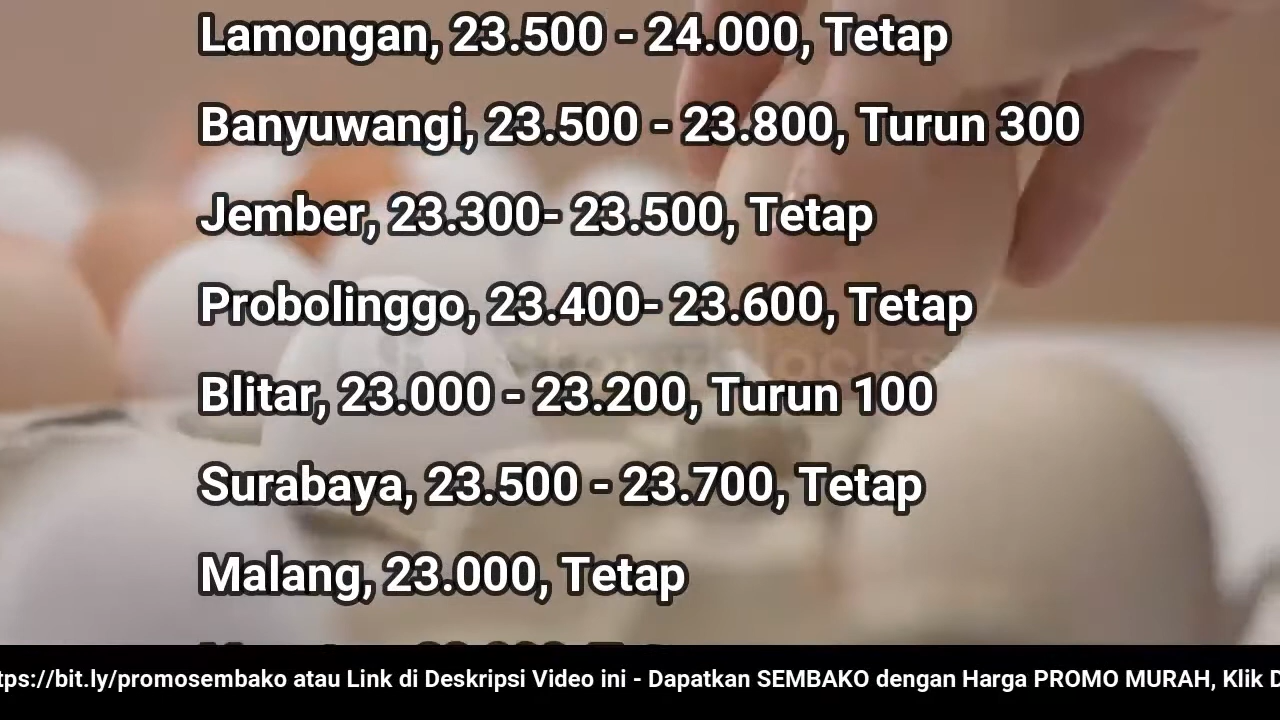 Lamongan, 23.500 - 24.000, Tetap
Banyuwangi, 23.500 - 23.800, Turun 300
Jember, 23.300- 23.500, Tetap
Probolinggo, 23.400- 23.600, Tetap
Blitar, 23.000 - 23.200, Turun 100
Surabaya, 23.500 - 23.700, Tetap
Malang, 23.000, Tetap
tps://bit.ly/promosembako atau Link di Deskripsi Video ini - Dapatkan SEMBAKO dengan Harga PROMO MURAH, Klik D